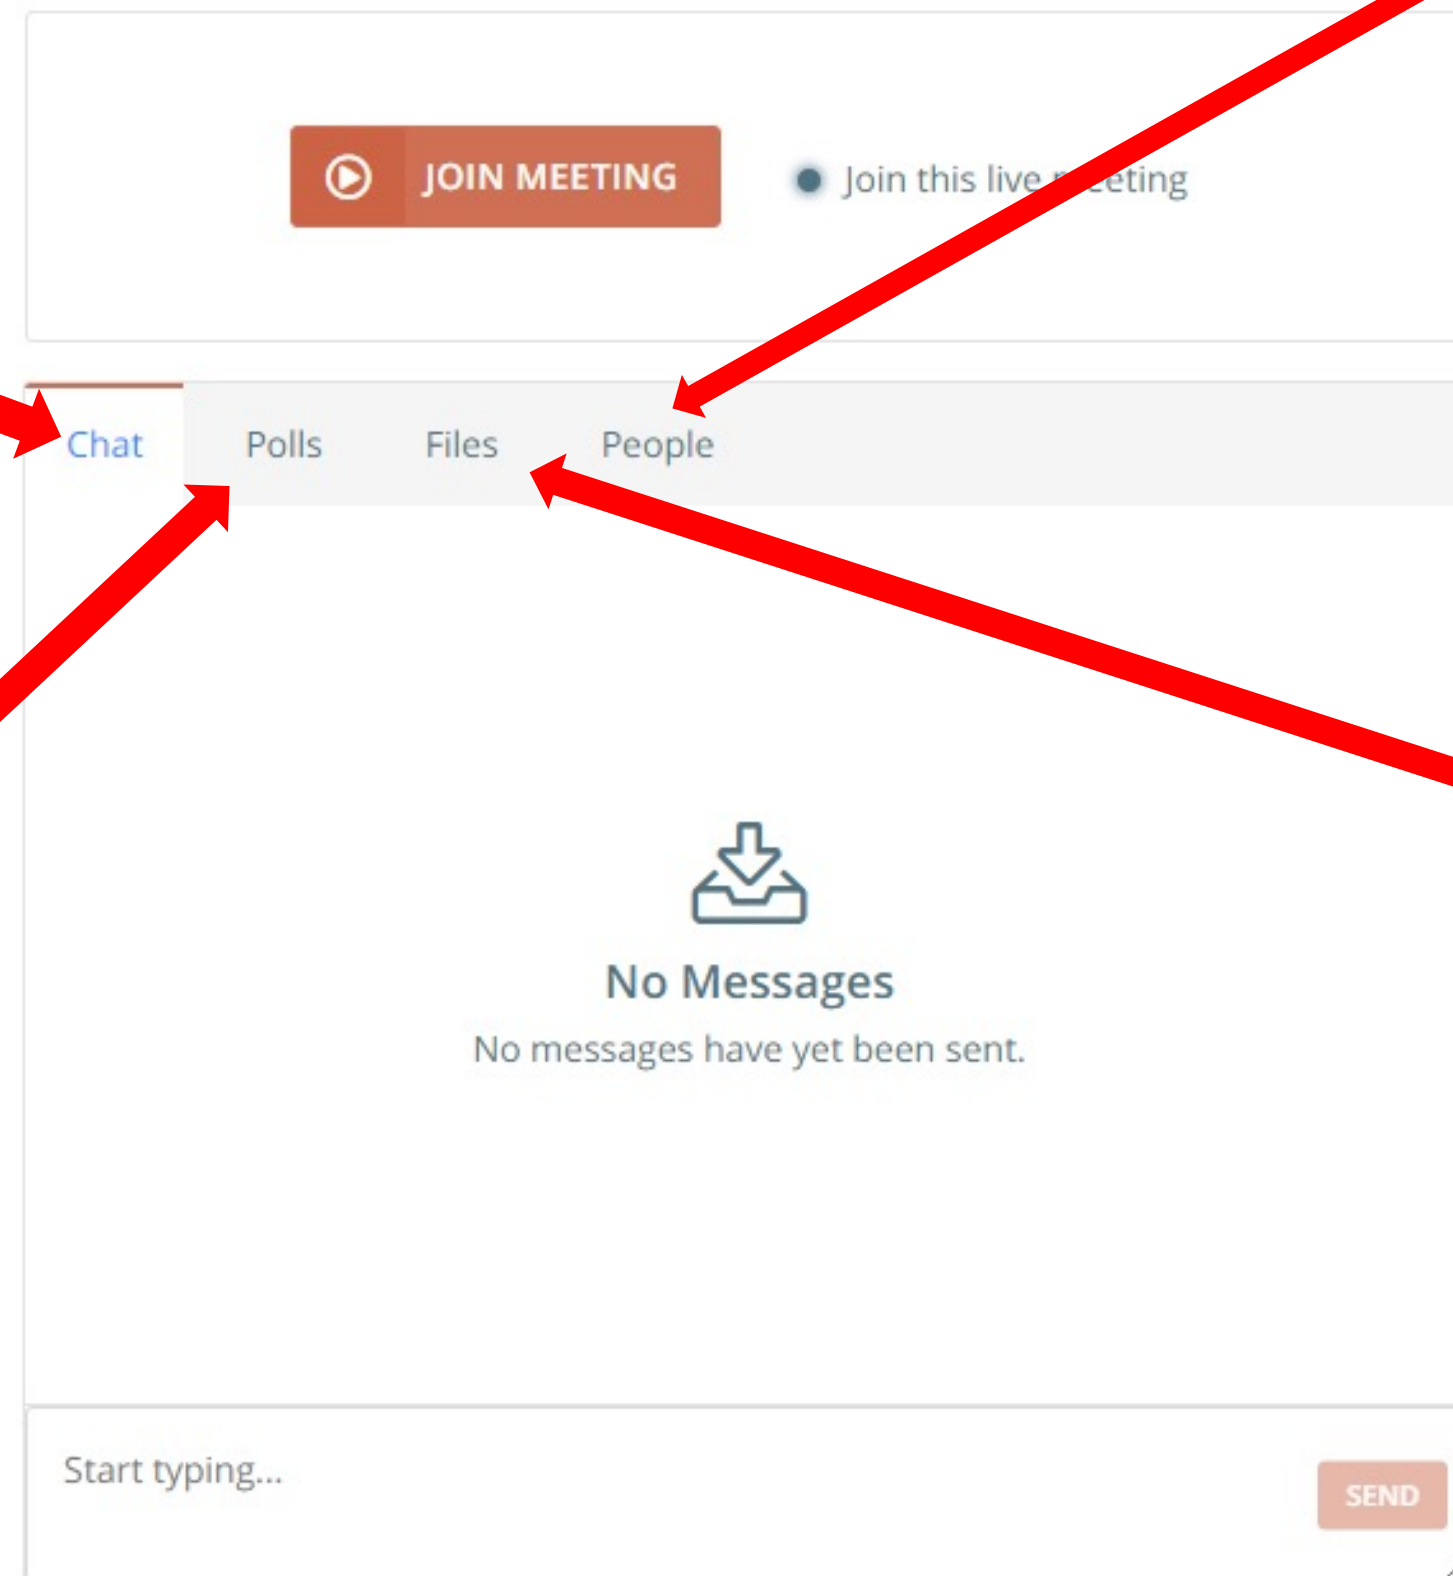 JOIN MEETING Join this live meeting
Chat Polls Files People
No Messages
No messages have yet been sent.
Start typing...
SEND